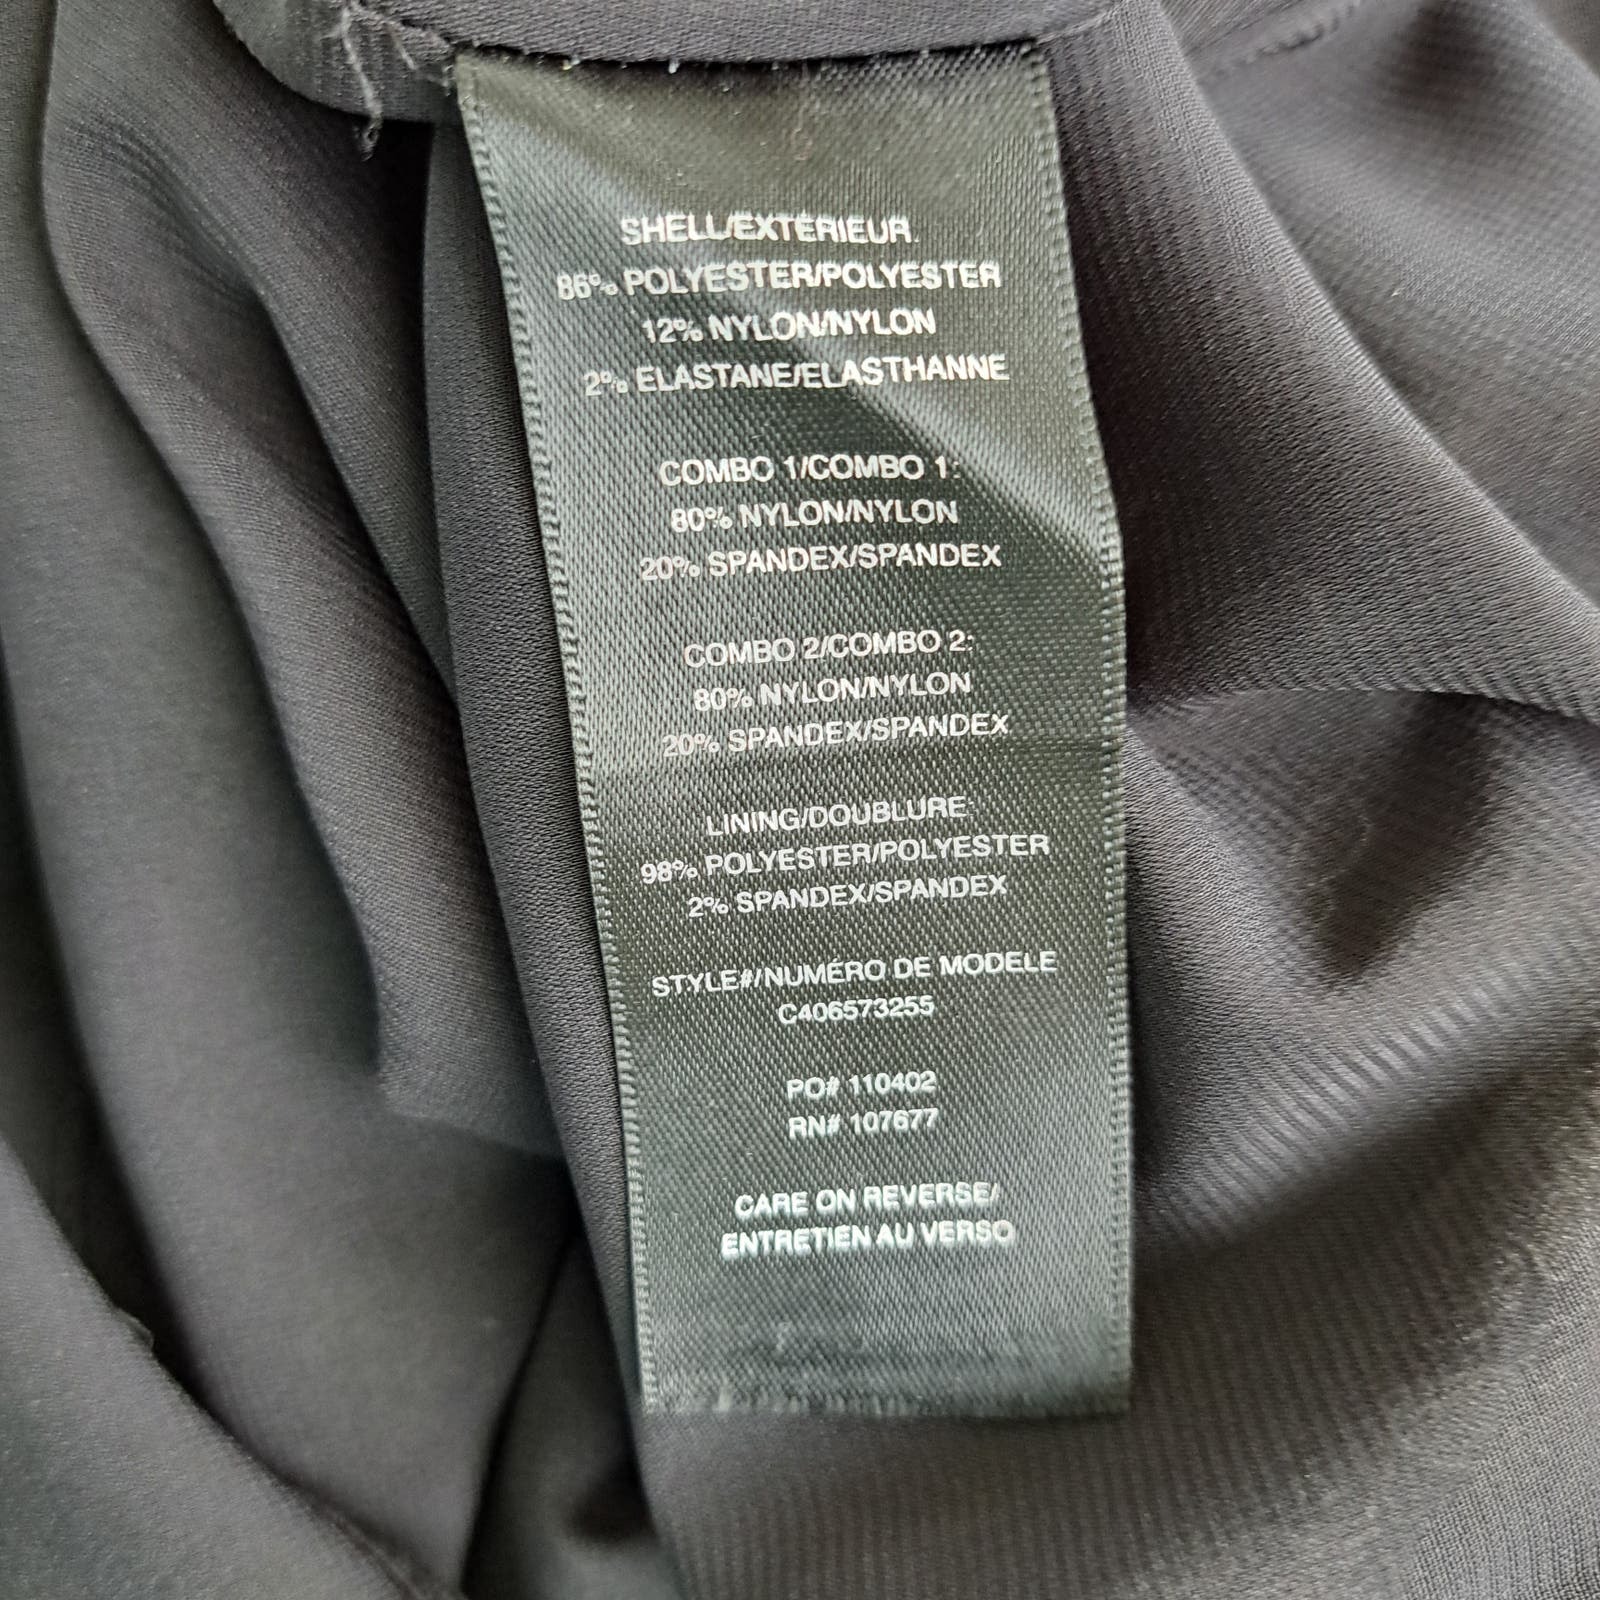 SHELL/EXTÉRIEUR:
86% POLYESTER/POLYESTER
12% NYLON/NYLON
2% ELASTANE/ELASTHANNE
COMBO 1/COMBO 1:
80% NYLON/NYLON
20% SPANDEX/SPANDEX
COMBO 2/COMBO 2:
80% NYLON/NYLON
20% SPANDEX/SPANDEX
LINING/DOUBLURE:
98% POLYESTER/POLYESTER
2% SPANDEX/SPANDEX
STYLE#/NUMÉRO DE MODELE
C406573255
PO# 110402
RN# 107677
CARE ON REVERSE/
ENTRETIEN AU VERSO